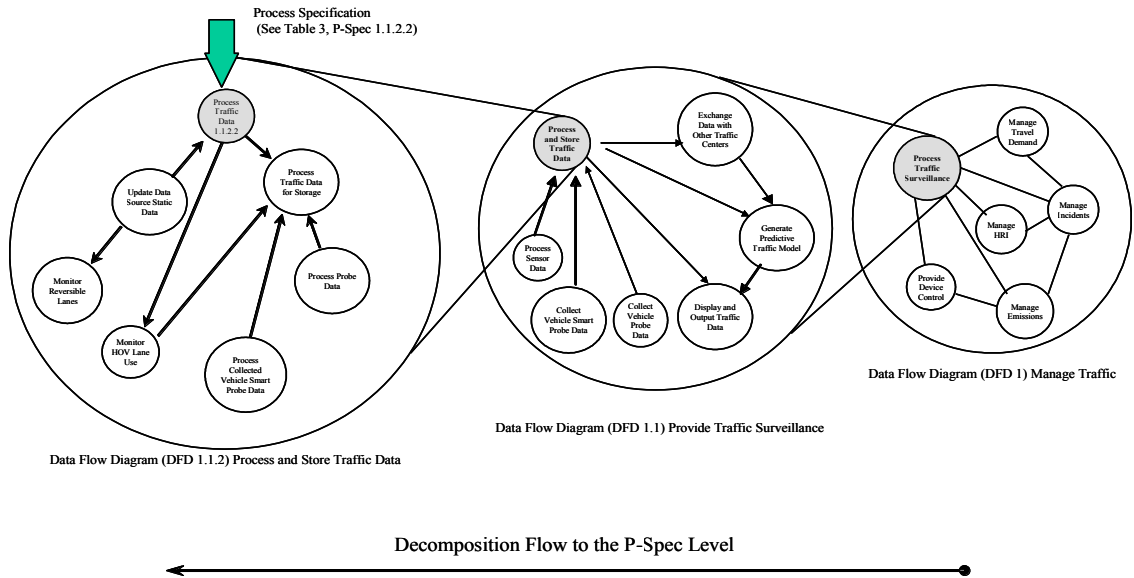 Process Specification
(See Table 3, P-Spec 1.1.2.2)
Process
Traffic
Data
1.1.2.2
Process
Traffic Data
for Storage
Update Data
Source Static
Data
Monitor
Reversible
Lanes
Process Probe
Data
Monitor
HOV Lane
Use
Process
Collected
Vehicle Smart
Probe Data
Data Flow Diagram (DFD 1.1.2) Process and Store Traffic Data
Exchange
Data with
Other Traffic
Centers
Process
and Store
Traffic
Data
Generate
Predictive
Traffic Model
Process
Sensor
Data
Collect
Vehicle Smart
Probe Data
Collect
Vehicle
Probe Data
Display and
Output Traffic
Data
Data Flow Diagram (DFD 1.1) Provide Traffic Surveillance
Manage
Travel
Demand
Process
Traffic
Surveillance
Manage
Incidents
Manage
HRI
Provide
Device
Control
Manage
Emissions
Data Flow Diagram (DFD 1) Manage Traffic
Decomposition Flow to the P-Spec Level